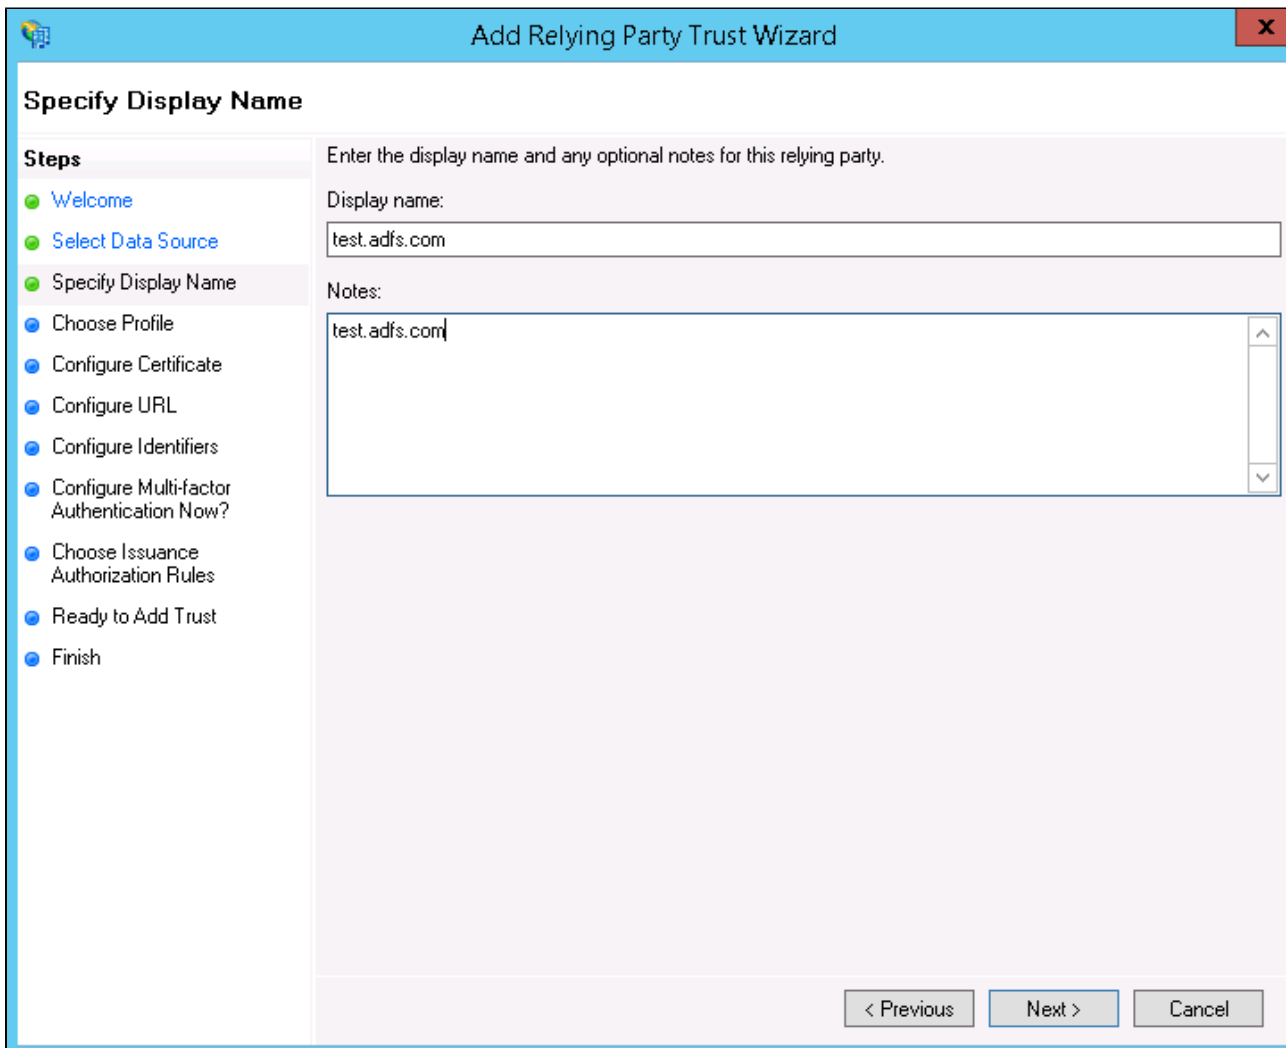 Add Relying Party Trust Wizard
x
Specify Display Name
Steps
Welcome
Select Data Source
Specify Display Name
Choose Profile
Configure Certificate
Configure URL
Configure Identifiers
Configure Multi-factor
Authentication Now?
Choose Issuance
Authorization Rules
Ready to Add Trust
Finish
Enter the display name and any optional notes for this relying party.
Display name:
test.adfs.com
Notes:
test.adfs.com
< Previous
Next >
Cancel